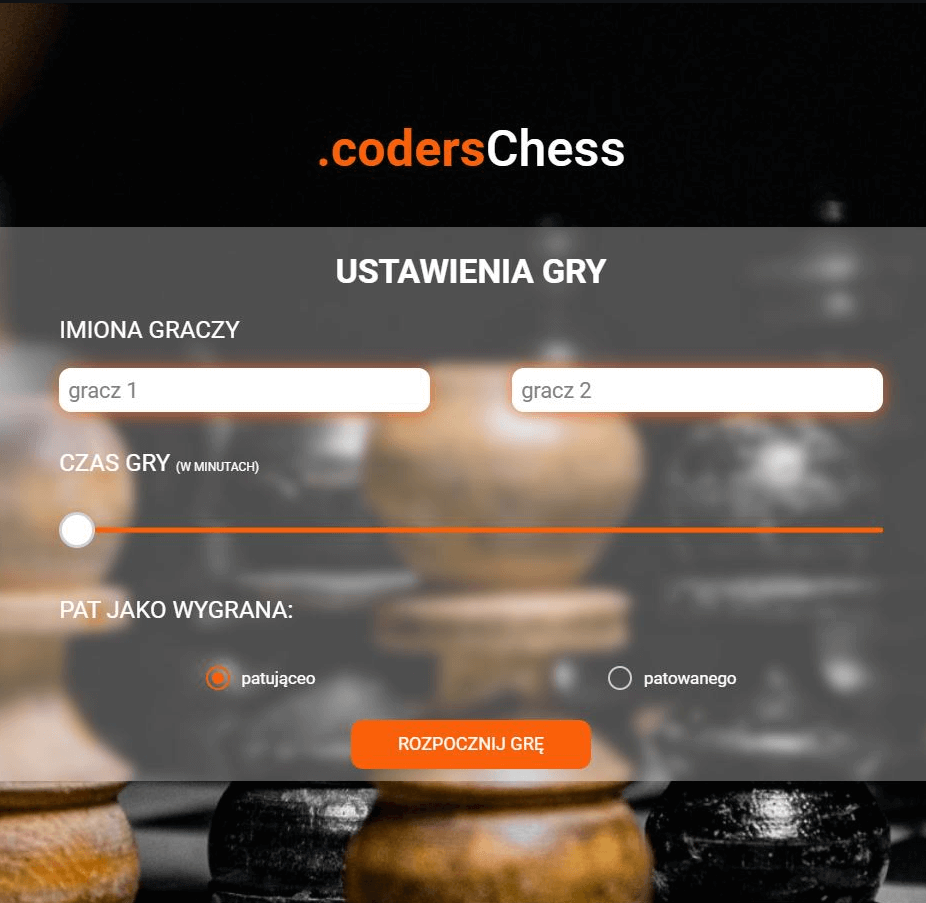 .codersChess
USTAWIENIA GRY
IMIONA GRACZY
gracz 1 gracz 2
CZAS GRY (W MINUTACH)
PAT JAKO WYGRANA:
patująceo patowanego
ROZPOCZNIJ GRĘ